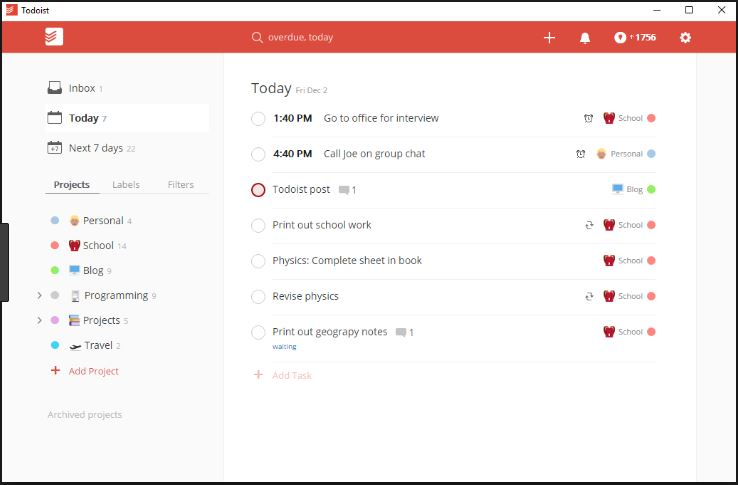 Todoist
overdue, today
1756
Inbox 1
Today 7
Next 7 days 22
Projects Labels Filters
Personal 4
School 14
Blog 9
Programming 9
Projects 5
Travel 2
+ Add Project
Archived projects
Today Fri Dec 2
1:40 PM Go to office for interview School
4:40 PM Call Joe on group chat Personal
Todoist post 1 Blog
Print out school work School
Physics: Complete sheet in book School
Revise physics School
Print out geograpy notes 1 School
waiting
+ Add Task